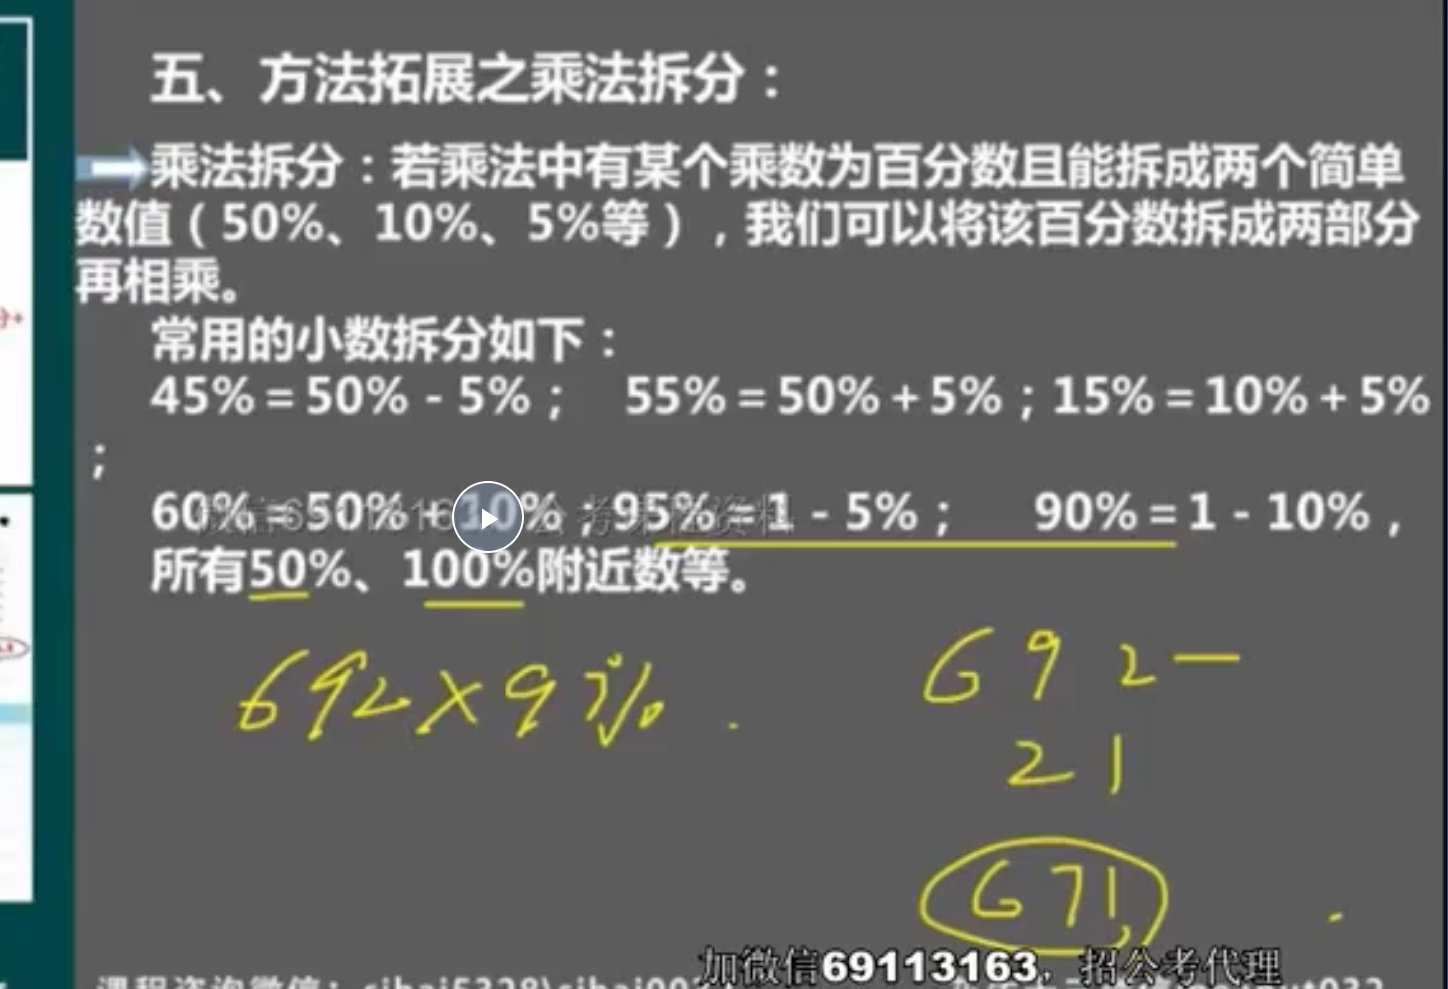 五、方法拓展之乘法拆分：
乘法拆分：若乘法中有某个乘数为百分数且能拆成两个简单
数值（50%、10%、5%等），我们可以将该百分数拆成两部分
再相乘。
常用的小数拆分如下：
45%=50%-5%； 55%=50%+5%；15%=10%+5%
；
60%=50%+10%；95%=1-5%； 90%=1-10%，
所有50%、100%附近数等。
692×97%
692-
21
671
加微信69113163，招公考代理
课程咨询微信：